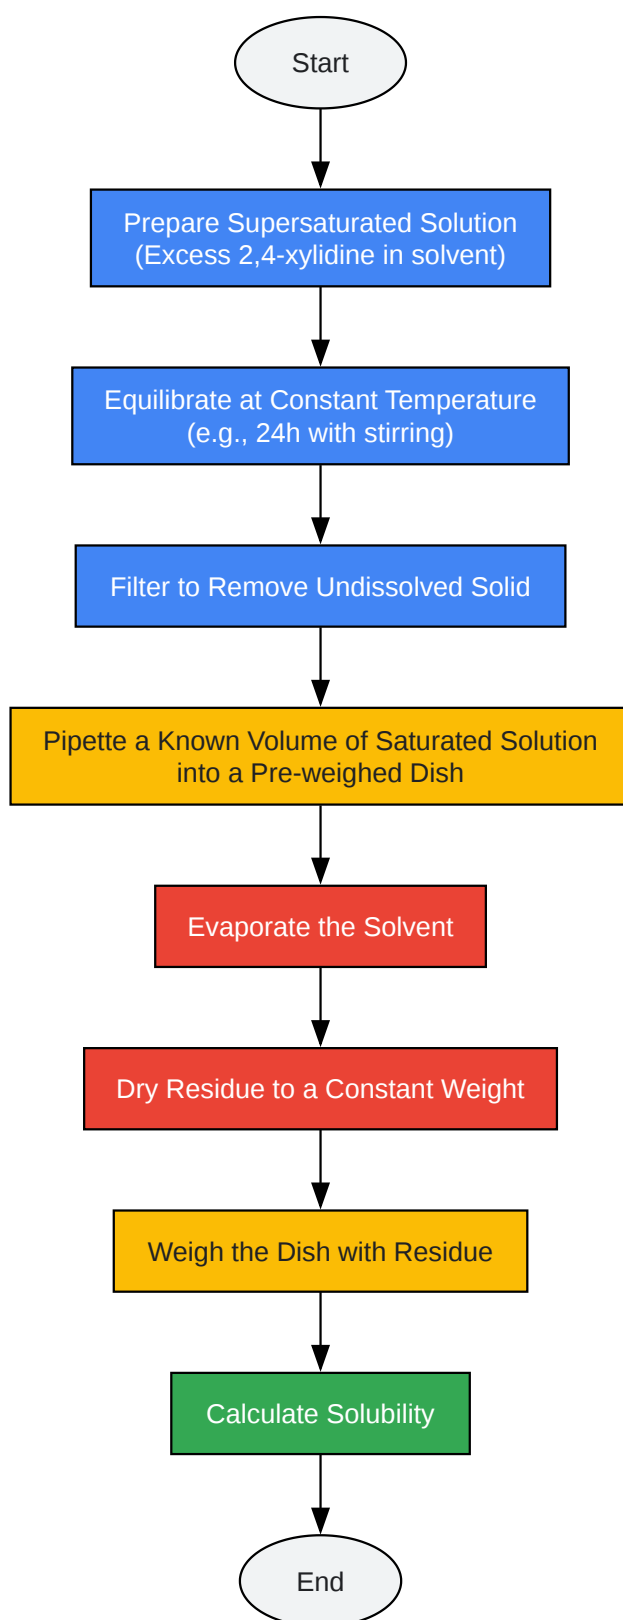 Start
Prepare Supersaturated Solution
(Excess 2,4-xylidine in solvent)
Equilibrate at Constant Temperature
(e.g., 24h with stirring)
Filter to Remove Undissolved Solid
Pipette a Known Volume of Saturated Solution
into a Pre-weighed Dish
Evaporate the Solvent
Dry Residue to a Constant Weight
Weigh the Dish with Residue
Calculate Solubility
End